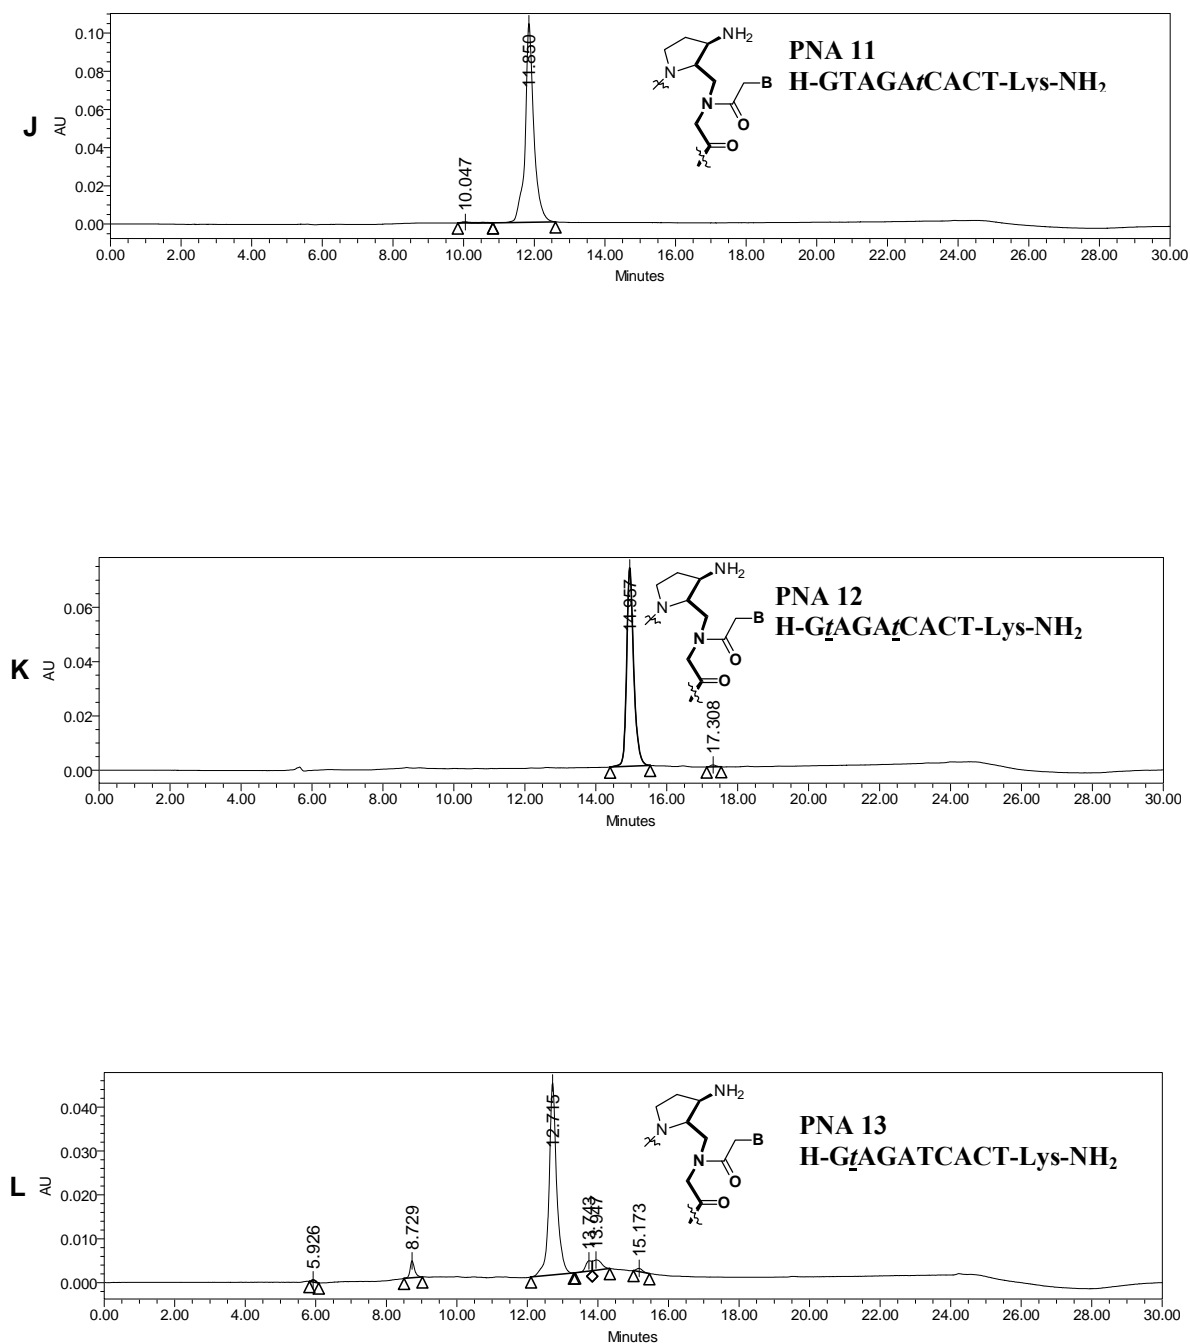 J
AU
0.10
0.08
0.06
0.04
0.02
0.00
10.047
11.850
NH2
N
N
B
O
O
PNA 11
H-GTAGAtCACT-Lys-NH2
0.00 2.00 4.00 6.00 8.00 10.00 12.00 14.00 16.00 18.00 20.00 22.00 24.00 26.00 28.00 30.00
Minutes
K
AU
0.06
0.04
0.02
0.00
14.957
17.308
NH2
N
N
B
O
O
PNA 12
H-GtAGAtCACT-Lys-NH2
0.00 2.00 4.00 6.00 8.00 10.00 12.00 14.00 16.00 18.00 20.00 22.00 24.00 26.00 28.00 30.00
Minutes
L
AU
0.040
0.030
0.020
0.010
0.000
5.926
8.729
12.715
13.743
13.947
15.173
NH2
N
N
B
O
O
PNA 13
H-GtAGATCACT-Lys-NH2
0.00 2.00 4.00 6.00 8.00 10.00 12.00 14.00 16.00 18.00 20.00 22.00 24.00 26.00 28.00 30.00
Minutes